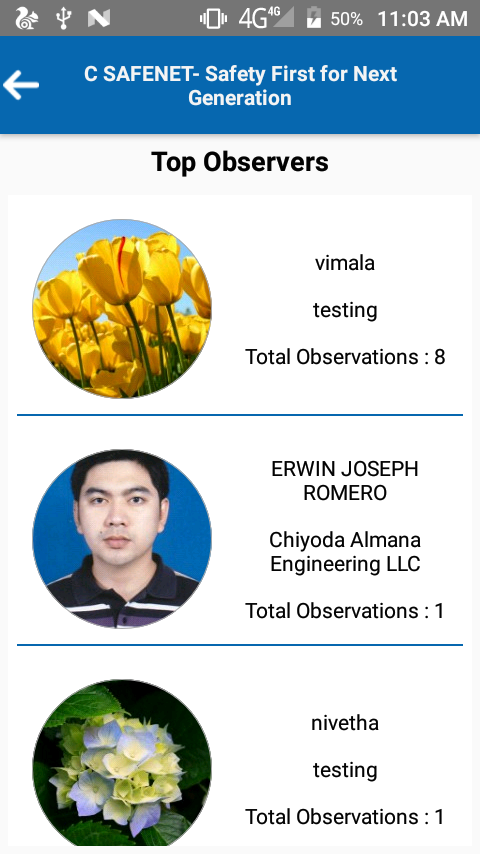 4G 4G 50% 11:03 AM
C SAFENET- Safety First for Next
Generation
Top Observers
vimala
testing
Total Observations : 8
ERWIN JOSEPH
ROMERO
Chiyoda Almana
Engineering LLC
Total Observations : 1
nivetha
testing
Total Observations : 1